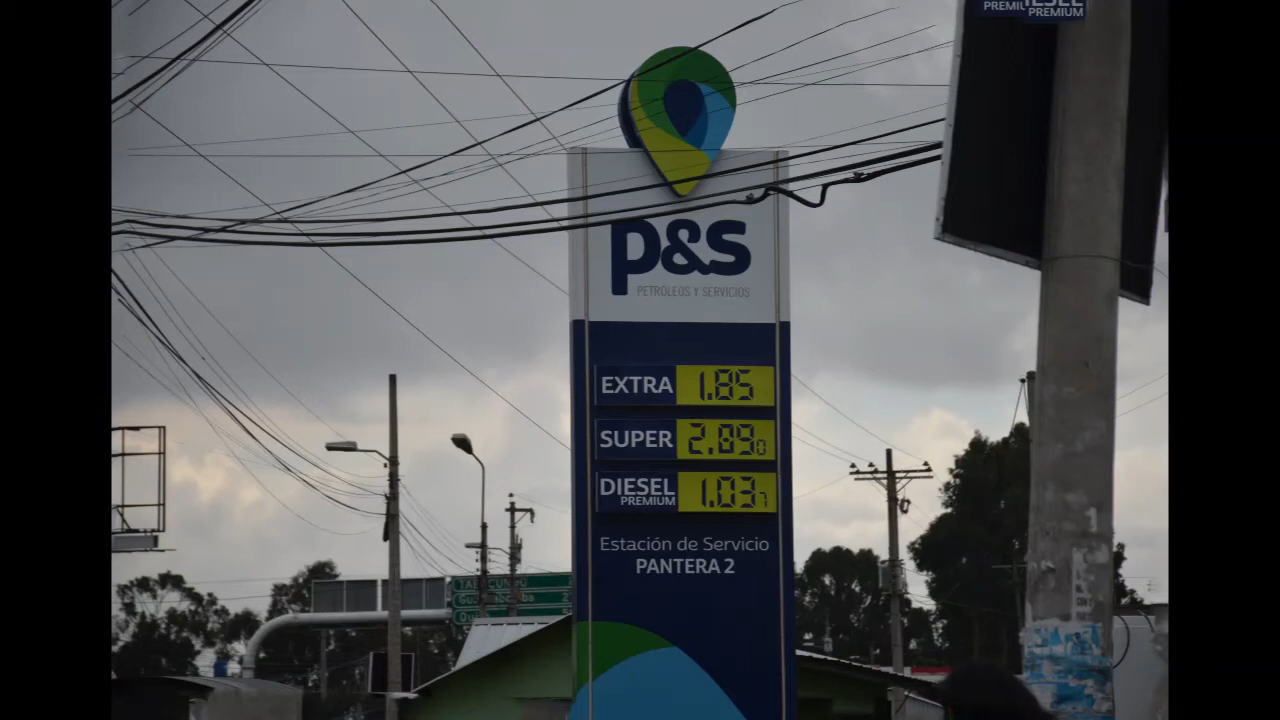 PREMIUM
p&s
PETRÓLEOS Y SERVICIOS
EXTRA 1.85
SUPER 2.890
DIESEL PREMIUM 1.037
Estación de Servicio
PANTERA 2